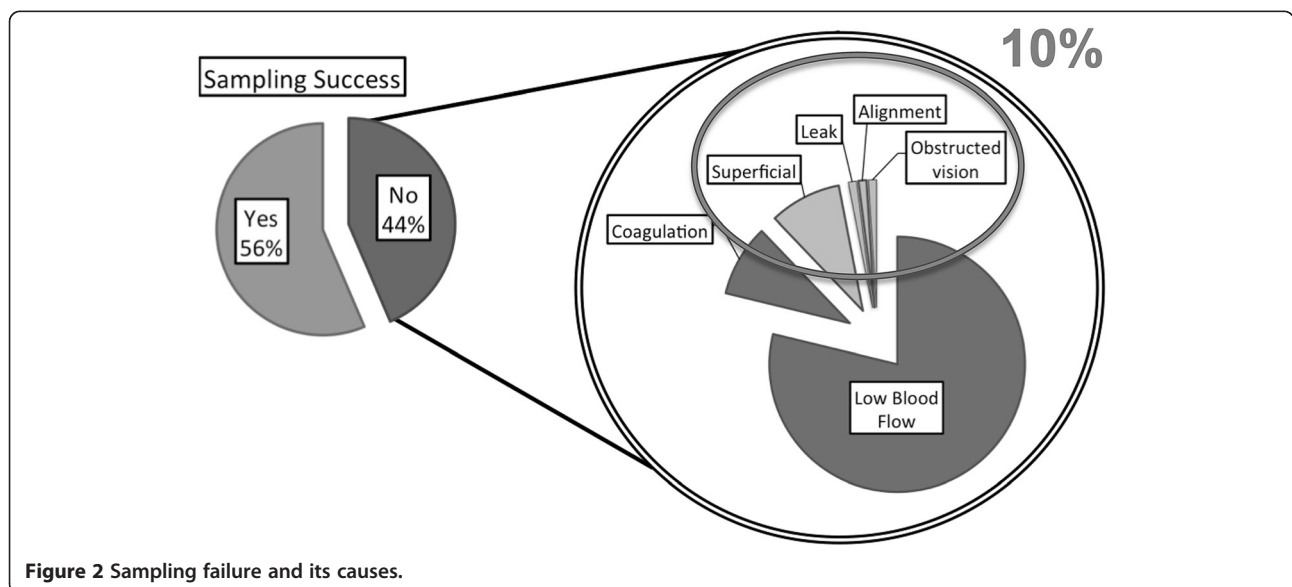 10%
Sampling Success
Yes
56%
No
44%
Alignment
Leak
Obstructed
vision
Superficial
Coagulation
Low Blood
Flow
Figure 2 Sampling failure and its causes.